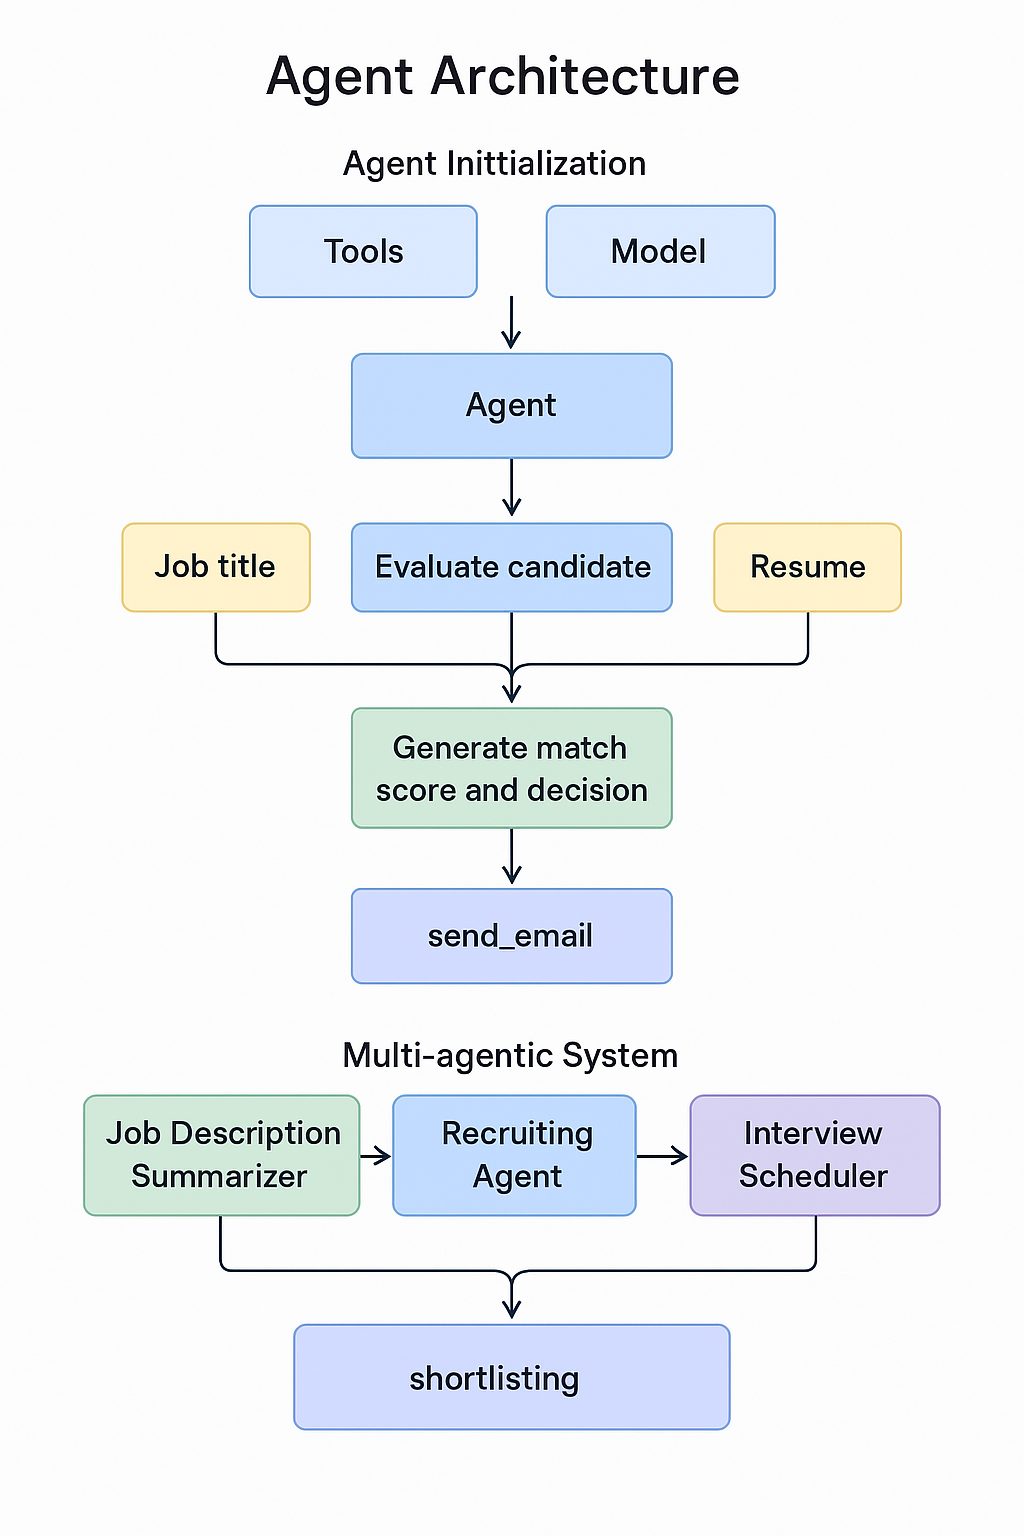 Agent Architecture
Agent Inittialization
Tools
Model
Agent
Job title
Evaluate candidate
Resume
Generate match
score and decision
send_email
Multi-agentic System
Job Description
Summarizer
Recruiting
Agent
Interview
Scheduler
shortlisting